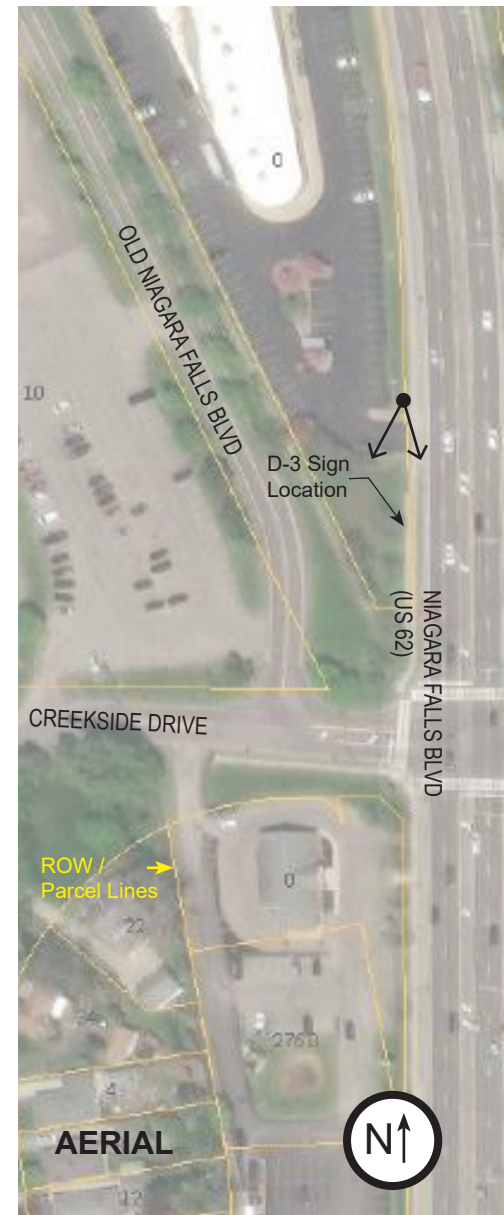 0
OLD NIAGARA FALLS BLVD
10
D-3 Sign
Location
NIAGARA FALLS BLVD
(US 62)
CREEKSIDE DRIVE
ROW /
Parcel Lines
0
22
4
AERIAL
N
12